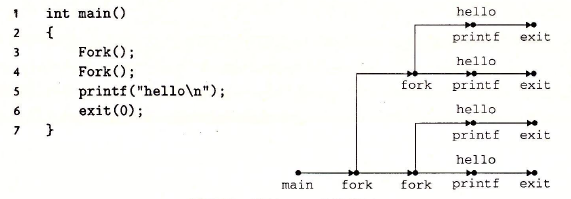 1 int main()
2 {
3 Fork();
4 Fork();
5 printf("hello\n");
6 exit(0);
7 }
hello
printf exit
hello
fork printf exit
hello
printf exit
hello
main fork fork printf exit